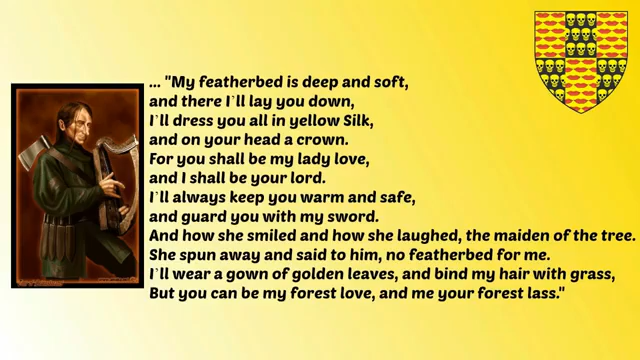 ... "My featherbed is deep and soft,
and there I`ll lay you down,
I`ll dress you all in yellow Silk,
and on your head a crown.
For you shall be my lady love,
and I shall be your lord.
I`ll always keep you warm and safe,
and guard you with my sword.
And how she smiled and how she laughed, the maiden of the tree.
She spun away and said to him, no featherbed for me.
I`ll wear a gown of golden leaves, and bind my hair with grass,
But you can be my forest love, and me your forest lass."